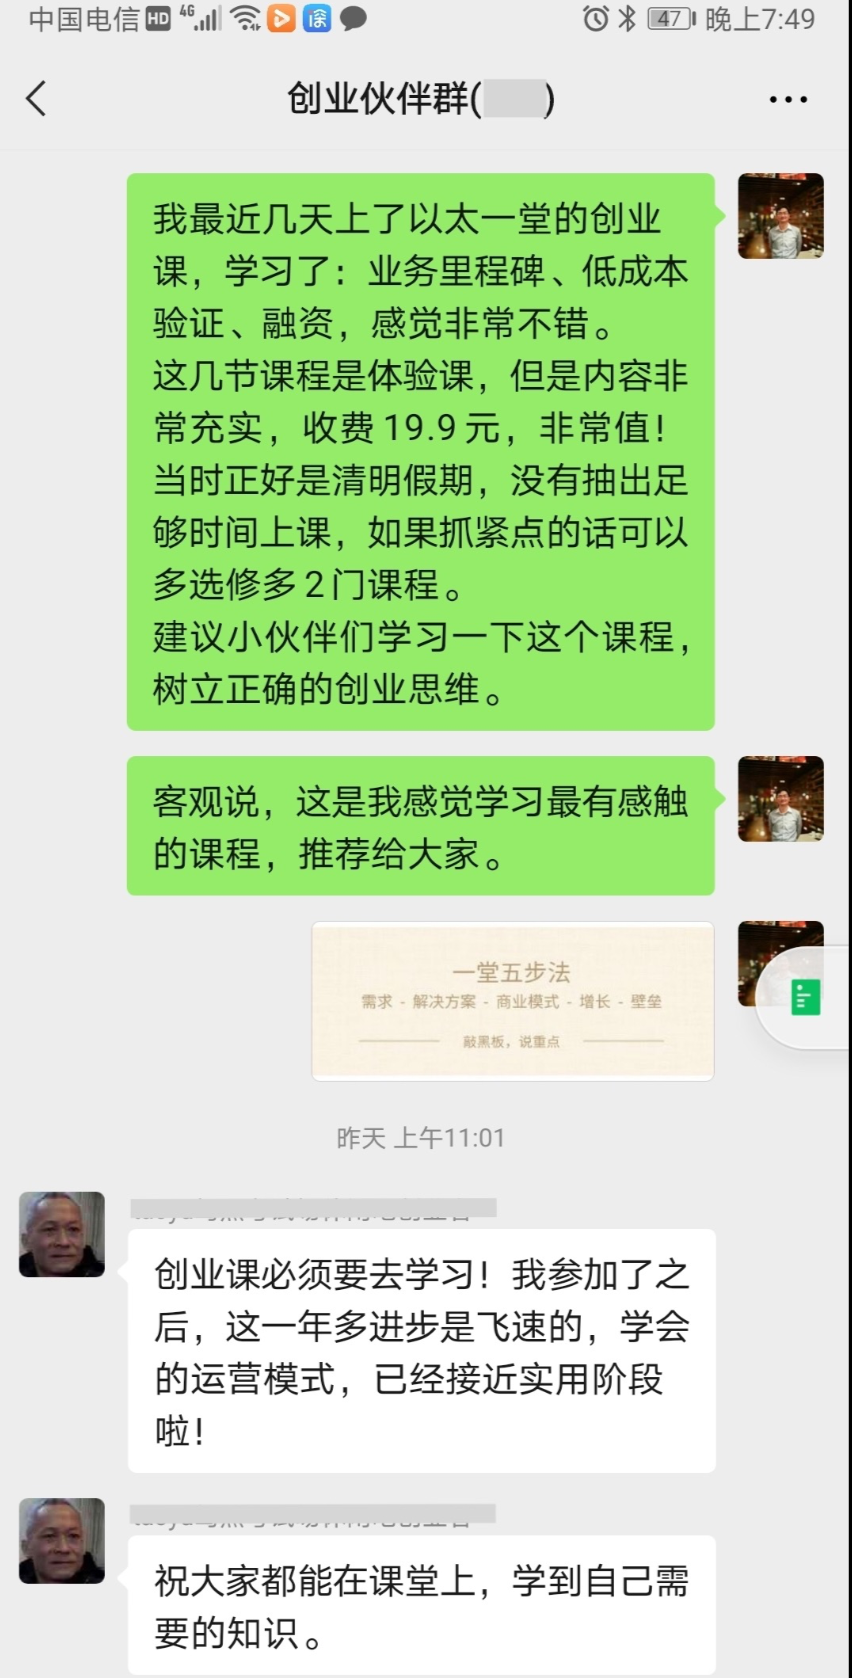 中国电信 HD 4G 47 晚上7:49
创业伙伴群( )
我最近几天上了以太一堂的创业
课，学习了：业务里程碑、低成本
验证、融资，感觉非常不错。
这几节课程是体验课，但是内容非
常充实，收费 19.9 元，非常值！
当时正好是清明假期，没有抽出足
够时间上课，如果抓紧点的话可以
多选修多 2 门课程。
建议小伙伴们学习一下这个课程，
树立正确的创业思维。
客观说，这是我感觉学习最有感触
的课程，推荐给大家。
一堂五步法
需求 - 解决方案 - 商业模式 - 增长 - 壁垒
敲黑板，说重点
昨天 上午11:01
创业课必须要去学习！我参加了之
后，这一年多进步是飞速的，学会
的运营模式，已经接近实用阶段
啦！
祝大家都能在课堂上，学到自己需
要的知识。